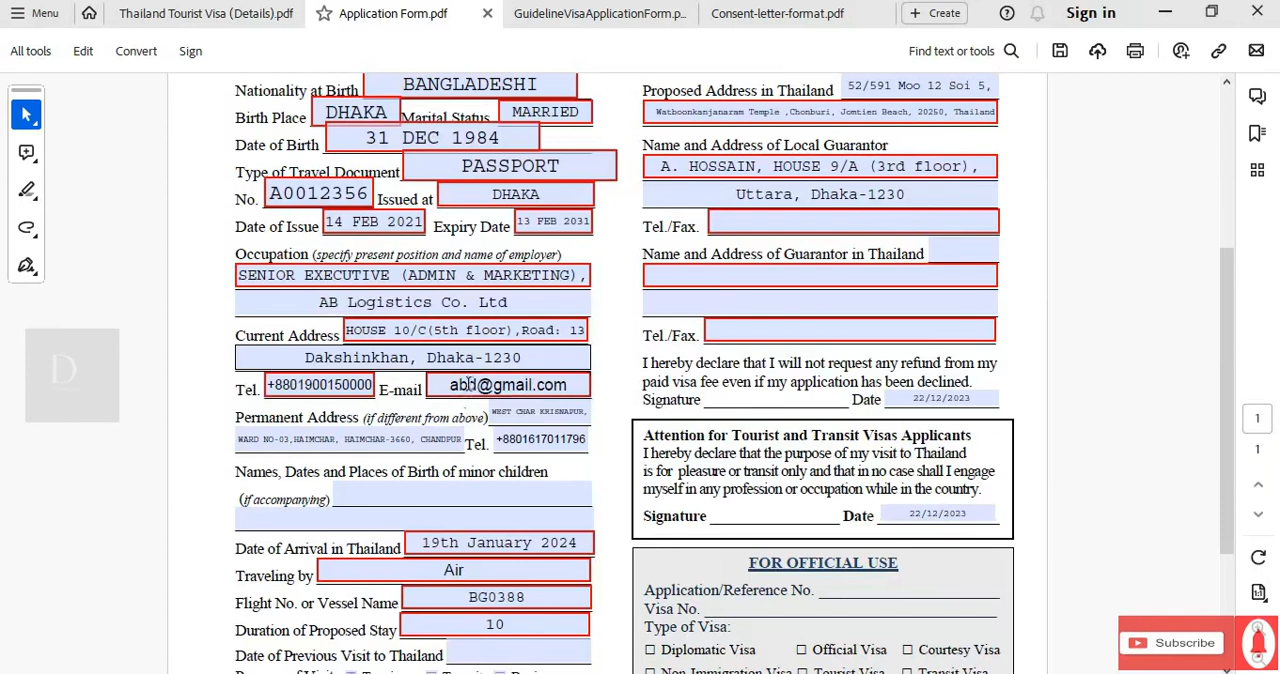 Menu
Thailand Tourist Visa (Details).pdf
Application Form.pdf
GuidelineVisaApplicationForm.p...
Consent-letter-format.pdf
Create
Sign in
All tools
Edit
Convert
Sign
Find text or tools
Nationality at Birth BANGLADESHI
Birth Place DHAKA Marital Status MARRIED
Date of Birth 31 DEC 1984
Type of Travel Document PASSPORT
No. A0012356 Issued at DHAKA
Date of Issue 14 FEB 2021 Expiry Date 13 FEB 2031
Occupation (specify present position and name of employer)
SENIOR EXECUTIVE (ADMIN & MARKETING),
AB Logistics Co. Ltd
Current Address HOUSE 10/C(5th floor),Road: 13
Dakshinkhan, Dhaka-1230
Tel. +8801900150000 E-mail abd@gmail.com
Permanent Address (if different from above) WEST CHAR KRISNAPUR,
WARD NO-03,HAIMCHAR, HAIMCHAR-3660, CHANDPUR Tel. +8801617011796
Names, Dates and Places of Birth of minor children
(if accompanying)
Date of Arrival in Thailand 19th January 2024
Traveling by Air
Flight No. or Vessel Name BG0388
Duration of Proposed Stay 10
Date of Previous Visit to Thailand
Proposed Address in Thailand 52/591 Moo 12 Soi 5,
Watboonkanjanaram Temple ,Chonburi, Jomtien Beach, 20250, Thailand
Name and Address of Local Guarantor
A. HOSSAIN, HOUSE 9/A (3rd floor),
Uttara, Dhaka-1230
Tel./Fax.
Name and Address of Guarantor in Thailand
Tel./Fax.
I hereby declare that I will not request any refund from my
paid visa fee even if my application has been declined.
Signature Date 22/12/2023
Attention for Tourist and Transit Visas Applicants
I hereby declare that the purpose of my visit to Thailand
is for pleasure or transit only and that in no case shall I engage
myself in any profession or occupation while in the country.
Signature Date 22/12/2023
FOR OFFICIAL USE
Application/Reference No.
Visa No.
Type of Visa:
Diplomatic Visa Official Visa Courtesy Visa
Non-Immigration Visa Tourist Visa Transit Visa
1
1
D
Subscribe